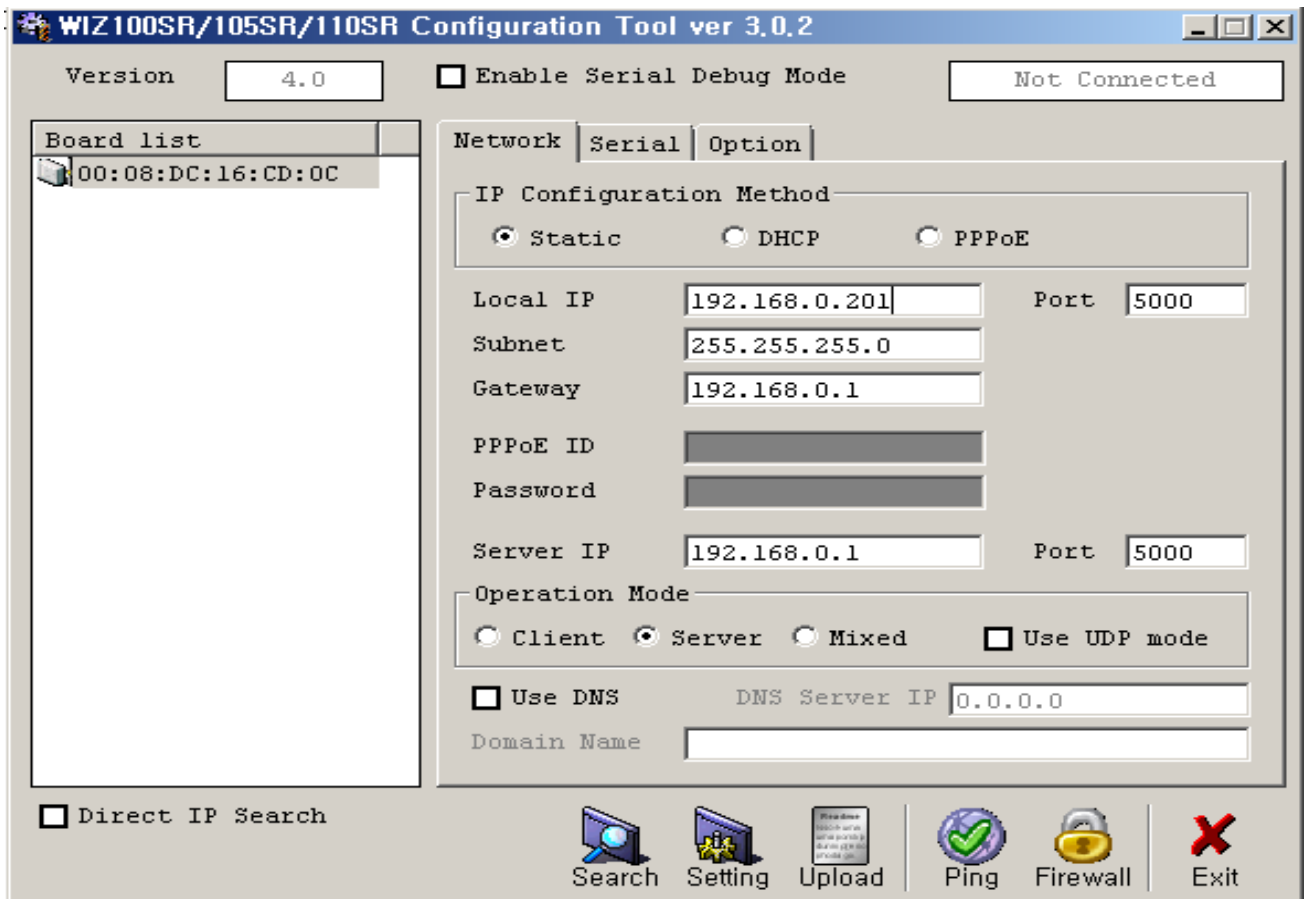 WIZ100SR/105SR/110SR Configuration Tool ver 3.0.2
Version 4.0 Enable Serial Debug Mode Not Connected
Board list
00:08:DC:16:CD:0C
Network Serial Option
IP Configuration Method
Static DHCP PPPoE
Local IP 192.168.0.201 Port 5000
Subnet 255.255.255.0
Gateway 192.168.0.1
PPPoE ID
Password
Server IP 192.168.0.1 Port 5000
Operation Mode
Client Server Mixed Use UDP mode
Use DNS DNS Server IP 0.0.0.0
Domain Name
Direct IP Search
Readme
Search Setting Upload Ping Firewall Exit